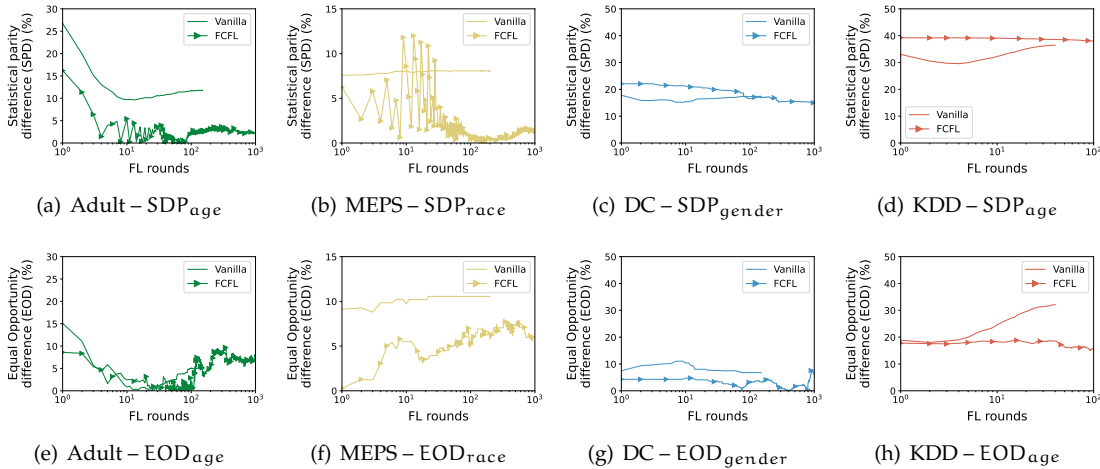 Statistical parity
difference (SPD) (%)
30
25
20
15
10
5
0
10^0
10^1
10^2
10^3
FL rounds
Vanilla
FCFL
(a) Adult – SDP_age
Statistical parity
difference (SPD) (%)
15
10
5
0
10^0
10^1
10^2
10^3
FL rounds
Vanilla
FCFL
(b) MEPS – SDP_race
Statistical parity
difference (SPD) (%)
50
40
30
20
10
0
10^0
10^1
10^2
10^3
FL rounds
Vanilla
FCFL
(c) DC – SDP_gender
Statistical parity
difference (SPD) (%)
50
40
30
20
10
0
10^0
10^1
10^2
FL rounds
Vanilla
FCFL
(d) KDD – SDP_age
Equal Opportunity
difference (EOD) (%)
30
25
20
15
10
5
0
10^0
10^1
10^2
10^3
FL rounds
Vanilla
FCFL
(e) Adult – EOD_age
Equal Opportunity
difference (EOD) (%)
15
10
5
0
10^0
10^1
10^2
10^3
FL rounds
Vanilla
FCFL
(f) MEPS – EOD_race
Equal Opportunity
difference (EOD) (%)
50
40
30
20
10
0
10^0
10^1
10^2
10^3
FL rounds
Vanilla
FCFL
(g) DC – EOD_gender
Equal Opportunity
difference (EOD) (%)
50
40
30
20
10
0
10^0
10^1
10^2
FL rounds
Vanilla
FCFL
(h) KDD – EOD_age